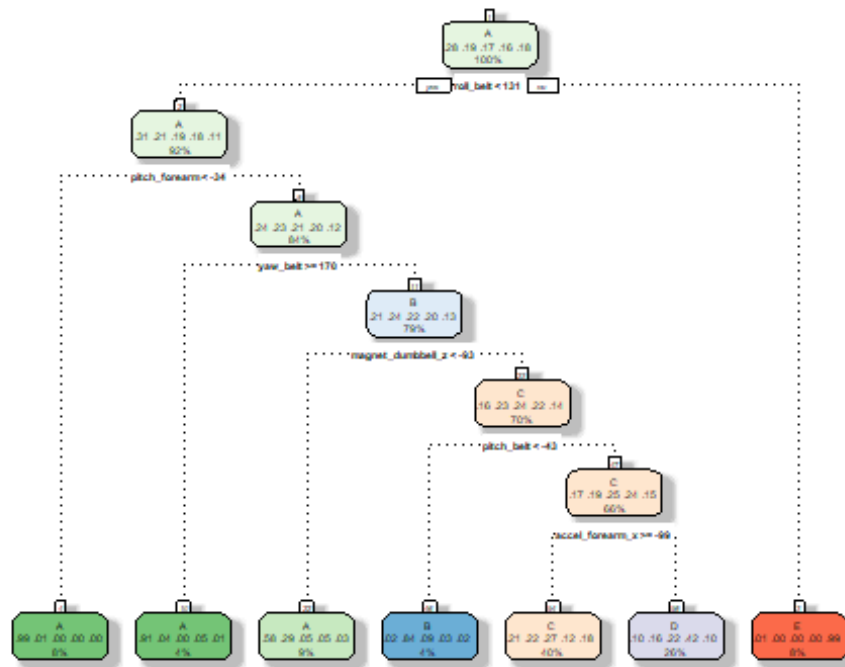 A
.28 .19 .17 .16 .18
100%
yes roll_belt < 131 no
A
.31 .21 .19 .18 .11
92%
pitch_forearm < -34
A
.24 .23 .21 .20 .12
84%
yaw_belt >= 170
B
.21 .24 .22 .20 .13
79%
magnet_dumbbell_z < -93
C
.16 .23 .24 .22 .14
70%
pitch_belt < -43
C
.17 .19 .25 .24 .15
66%
accel_forearm_x >= -99
A
.99 .01 .00 .00 .00
8%
A
.91 .04 .00 .05 .01
4%
A
.58 .29 .05 .05 .03
9%
B
.02 .84 .09 .03 .02
4%
C
.21 .22 .27 .12 .18
40%
D
.10 .16 .22 .42 .10
26%
E
.01 .00 .00 .00 .99
8%